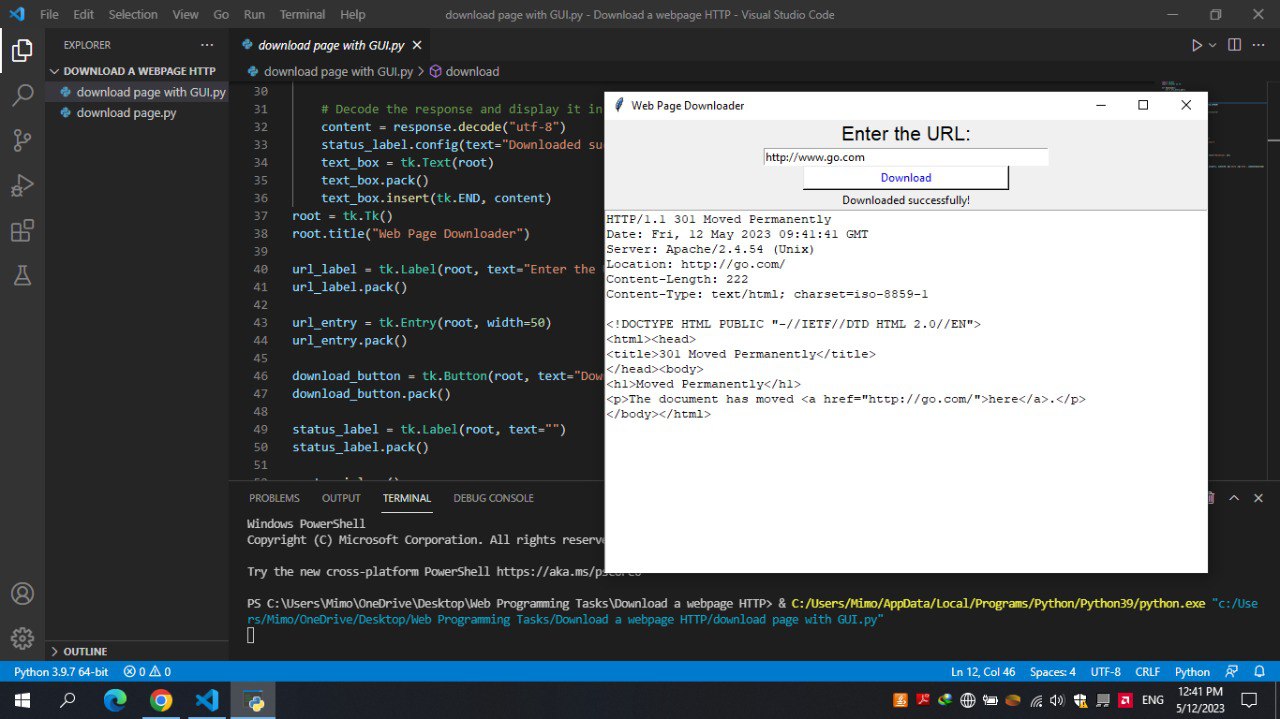 File Edit Selection View Go Run Terminal Help download page with GUI.py - Download a webpage HTTP - Visual Studio Code
EXPLORER
DOWNLOAD A WEBPAGE HTTP
download page with GUI.py
download page.py
OUTLINE
download page with GUI.py
download page with GUI.py > download
30
31 # Decode the response and display it in
32 content = response.decode("utf-8")
33 status_label.config(text="Downloaded suc
34 text_box = tk.Text(root)
35 text_box.pack()
36 text_box.insert(tk.END, content)
37 root = tk.Tk()
38 root.title("Web Page Downloader")
39
40 url_label = tk.Label(root, text="Enter the
41 url_label.pack()
42
43 url_entry = tk.Entry(root, width=50)
44 url_entry.pack()
45
46 download_button = tk.Button(root, text="Dow
47 download_button.pack()
48
49 status_label = tk.Label(root, text="")
50 status_label.pack()
51
Web Page Downloader
Enter the URL:
http://www.go.com
Download
Downloaded successfully!
HTTP/1.1 301 Moved Permanently
Date: Fri, 12 May 2023 09:41:41 GMT
Server: Apache/2.4.54 (Unix)
Location: http://go.com/
Content-Length: 222
Content-Type: text/html; charset=iso-8859-1
<!DOCTYPE HTML PUBLIC "-//IETF//DTD HTML 2.0//EN">
<html><head>
<title>301 Moved Permanently</title>
</head><body>
<h1>Moved Permanently</h1>
<p>The document has moved <a href="http://go.com/">here</a>.</p>
</body></html>
PROBLEMS OUTPUT TERMINAL DEBUG CONSOLE
Windows PowerShell
Copyright (C) Microsoft Corporation. All rights reserve
Try the new cross-platform PowerShell https://aka.ms/
PS C:\Users\Mimo\OneDrive\Desktop\Web Programming Tasks\Download a webpage HTTP> & C:/Users/Mimo/AppData/Local/Programs/Python/Python39/python.exe "c:/Use
rs/Mimo/OneDrive/Desktop/Web Programming Tasks/Download a webpage HTTP/download page with GUI.py"
Python 3.9.7 64-bit 0 0 Ln 12, Col 46 Spaces: 4 UTF-8 CRLF Python
ENG 12:41 PM
5/12/2023